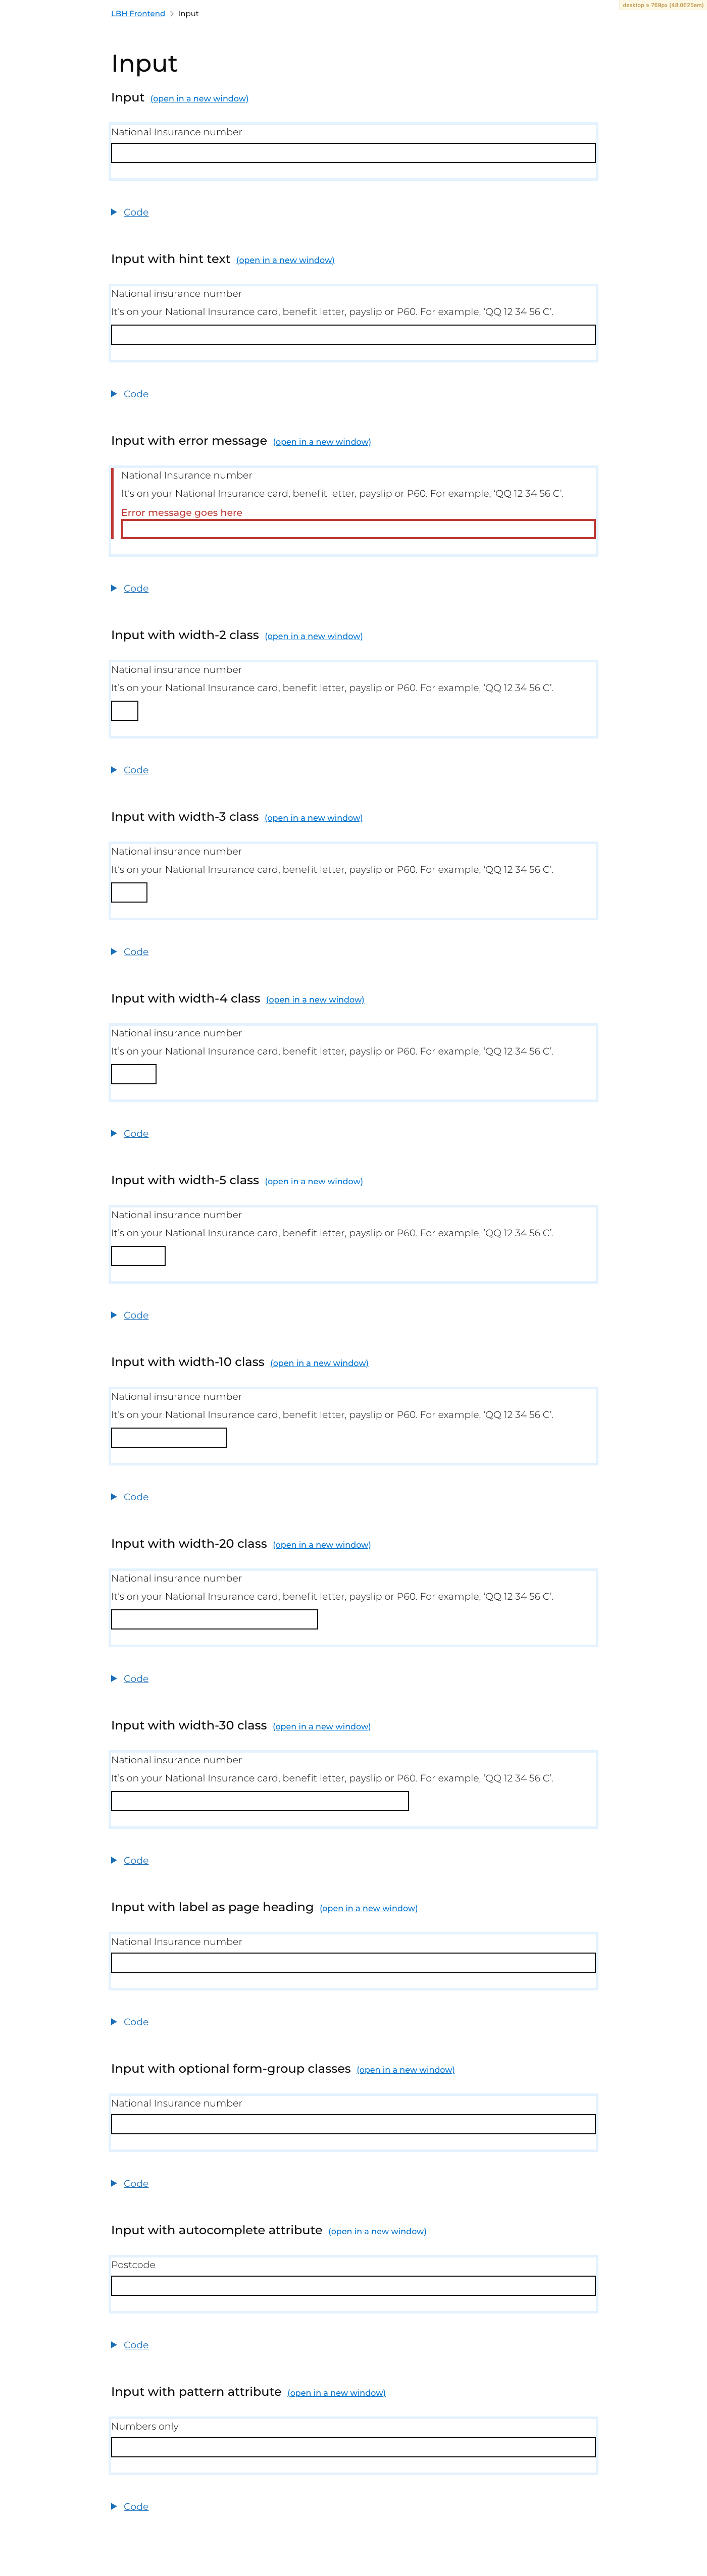 desktop ≥ 769px (48.0625em)
LBH Frontend Input
Input
Input (open in a new window)
National Insurance number
Code
Input with hint text (open in a new window)
National insurance number
It's on your National Insurance card, benefit letter, payslip or P60. For example, ‘QQ 12 34 56 C’.
Code
Input with error message (open in a new window)
National Insurance number
It's on your National Insurance card, benefit letter, payslip or P60. For example, ‘QQ 12 34 56 C’.
Error message goes here
Code
Input with width-2 class (open in a new window)
National insurance number
It's on your National Insurance card, benefit letter, payslip or P60. For example, ‘QQ 12 34 56 C’.
Code
Input with width-3 class (open in a new window)
National insurance number
It's on your National Insurance card, benefit letter, payslip or P60. For example, ‘QQ 12 34 56 C’.
Code
Input with width-4 class (open in a new window)
National insurance number
It's on your National Insurance card, benefit letter, payslip or P60. For example, ‘QQ 12 34 56 C’.
Code
Input with width-5 class (open in a new window)
National insurance number
It's on your National Insurance card, benefit letter, payslip or P60. For example, ‘QQ 12 34 56 C’.
Code
Input with width-10 class (open in a new window)
National insurance number
It's on your National Insurance card, benefit letter, payslip or P60. For example, ‘QQ 12 34 56 C’.
Code
Input with width-20 class (open in a new window)
National insurance number
It's on your National Insurance card, benefit letter, payslip or P60. For example, ‘QQ 12 34 56 C’.
Code
Input with width-30 class (open in a new window)
National insurance number
It's on your National Insurance card, benefit letter, payslip or P60. For example, ‘QQ 12 34 56 C’.
Code
Input with label as page heading (open in a new window)
National Insurance number
Code
Input with optional form-group classes (open in a new window)
National Insurance number
Code
Input with autocomplete attribute (open in a new window)
Postcode
Code
Input with pattern attribute (open in a new window)
Numbers only
Code